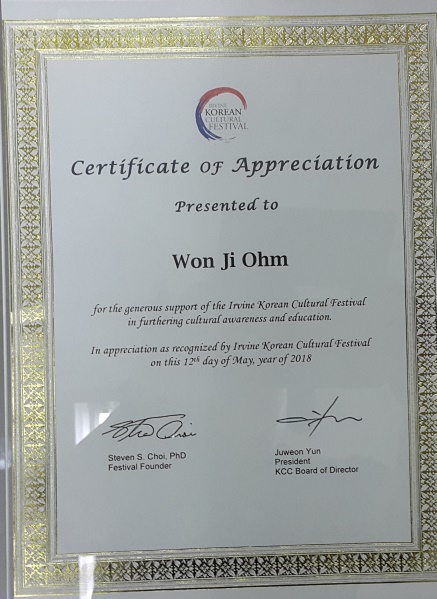 IRVINE
KOREAN
CULTURAL
FESTIVAL
Certificate OF Appreciation
Presented to
Won Ji Ohm
for the generous support of the Irvine Korean Cultural Festival
in furthering cultural awareness and education.
In appreciation as recognized by Irvine Korean Cultural Festival
on this 12th day of May, year of 2018
Steven S. Choi, PhD
Festival Founder
Juweon Yun
President
KCC Board of Director